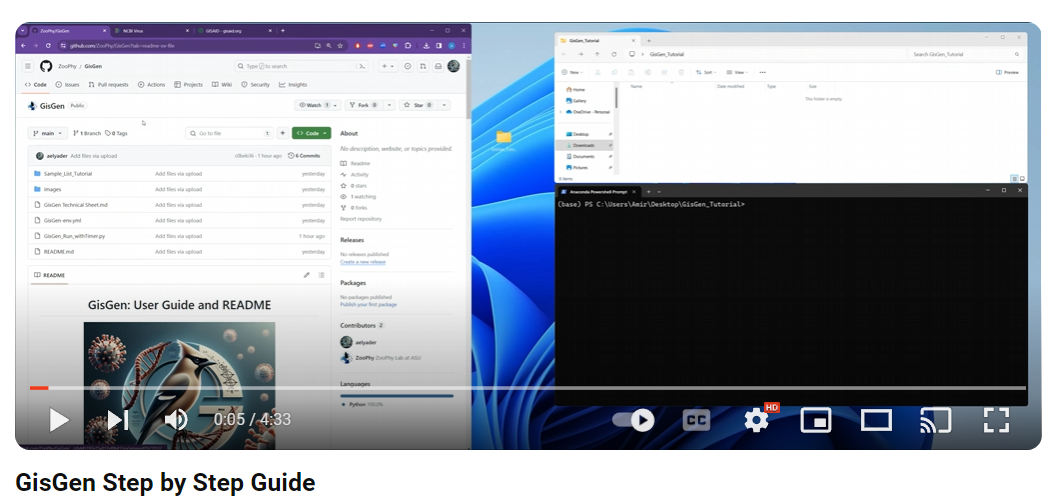 ZooPhy/GisGen
NCBI Virus
GISAID - gisaid.org
github.com/ZooPhy/GisGen?tab=readme-ov-file
ZooPhy / GisGen
Type / to search
Code
Issues
Pull requests
Actions
Projects
Wiki
Security
Insights
GisGen Public
Watch 1
Fork 0
Star 0
main
1 Branch
0 Tags
Go to file
t
Code
aelyader Add files via upload
1 hour ago
6 Commits
Sample_List_Tutorial Add files via upload yesterday
images Add files via upload yesterday
GisGen Technical Sheet.md Add files via upload yesterday
GisGen-env.yml Add files via upload yesterday
GisGen_Run_withTimer.py Add files via upload 1 hour ago
README.md Add files via upload yesterday
README
GisGen: User Guide and README
About
No description, website, or topics provided.
Readme
Activity
0 stars
1 watching
0 forks
Report repository
Releases
No releases published
Create a new release
Packages
No packages published
Publish your first package
Contributors 2
aelyader
ZooPhy ZooPhy Lab at ASU
Languages
Python 100.0%
GisGen_Tutorial
GisGen_Tutorial
Search GisGen_Tutorial
New
Sort
View
Preview
Home
Gallery
OneDrive - Personal
Desktop
Downloads
Documents
Pictures
Name Date modified Type Size
This folder is empty.
0 items
Anaconda Powershell Prompt
(base) PS C:\Users\Amir\Desktop\GisGen_Tutorial>
0:05 / 4:33
CC
HD
GisGen Step by Step Guide